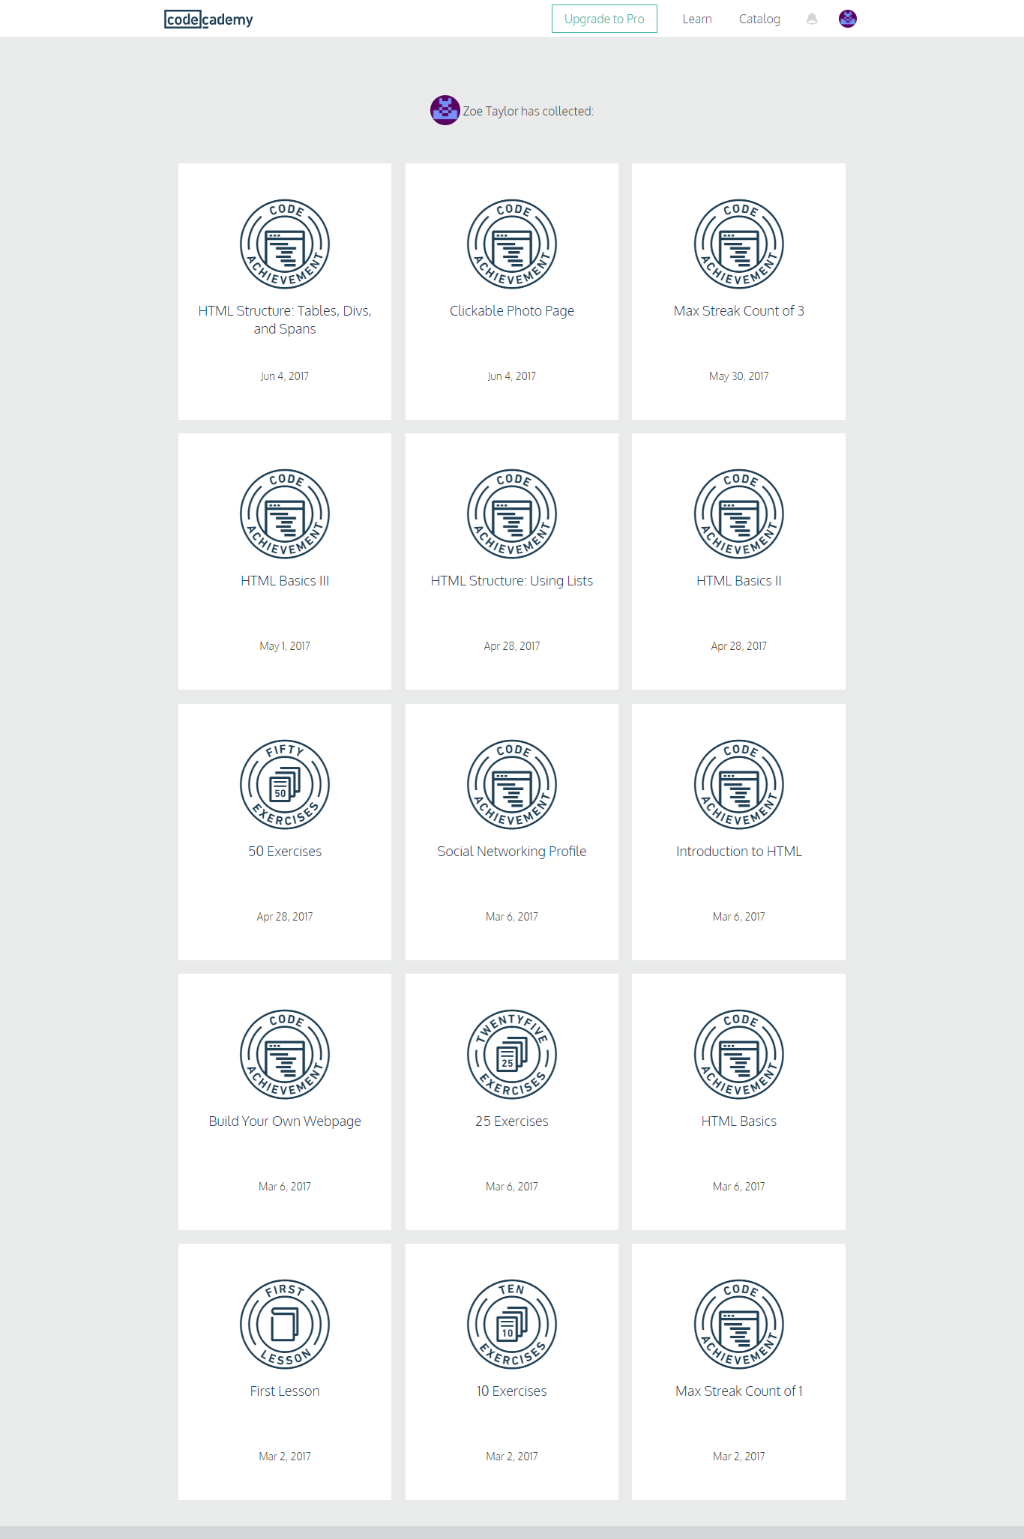 codecademy
Upgrade to Pro
Learn
Catalog
Zoe Taylor has collected:
CODE
ACHIEVEMENT
HTML Structure: Tables, Divs,
and Spans
Jun 4, 2017
CODE
ACHIEVEMENT
Clickable Photo Page
Jun 4, 2017
CODE
ACHIEVEMENT
Max Streak Count of 3
May 30, 2017
CODE
ACHIEVEMENT
HTML Basics III
May 1, 2017
CODE
ACHIEVEMENT
HTML Structure: Using Lists
Apr 28, 2017
CODE
ACHIEVEMENT
HTML Basics II
Apr 28, 2017
FIFTY
50
EXERCISES
50 Exercises
Apr 28, 2017
CODE
ACHIEVEMENT
Social Networking Profile
Mar 6, 2017
CODE
ACHIEVEMENT
Introduction to HTML
Mar 6, 2017
CODE
ACHIEVEMENT
Build Your Own Webpage
Mar 6, 2017
TWENTYFIVE
25
EXERCISES
25 Exercises
Mar 6, 2017
CODE
ACHIEVEMENT
HTML Basics
Mar 6, 2017
FIRST
LESSON
First Lesson
Mar 2, 2017
TEN
10
EXERCISES
10 Exercises
Mar 2, 2017
CODE
ACHIEVEMENT
Max Streak Count of 1
Mar 2, 2017